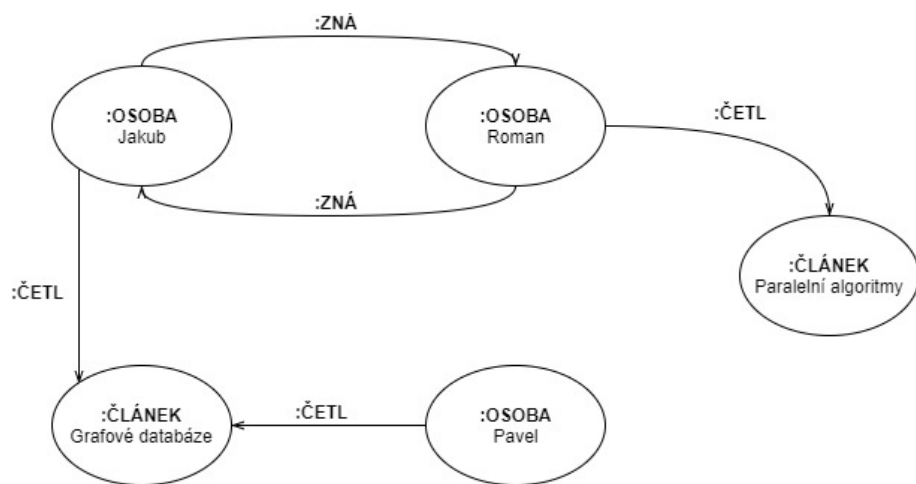 :ZNÁ
:OSOBA
Jakub
:OSOBA
Roman
:ČETL
:ZNÁ
:ČLÁNEK
Paralelní algoritmy
:ČETL
:ČLÁNEK
Grafové databáze
:ČETL
:OSOBA
Pavel